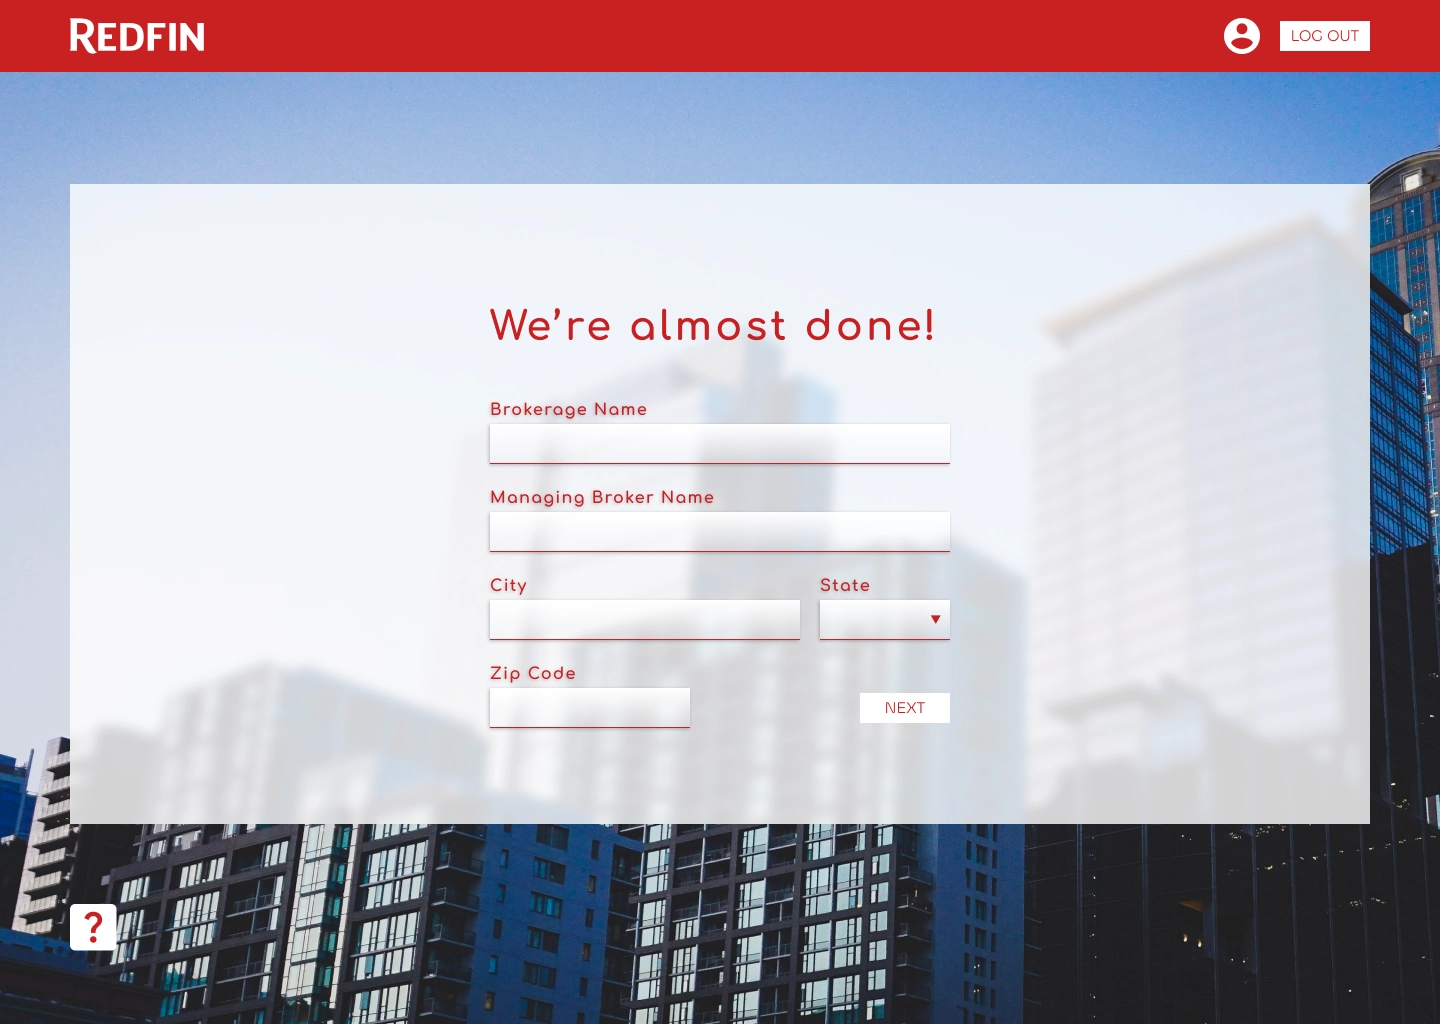 REDFIN
LOG OUT
We’re almost done!
Brokerage Name
Managing Broker Name
City
State
Zip Code
NEXT
?